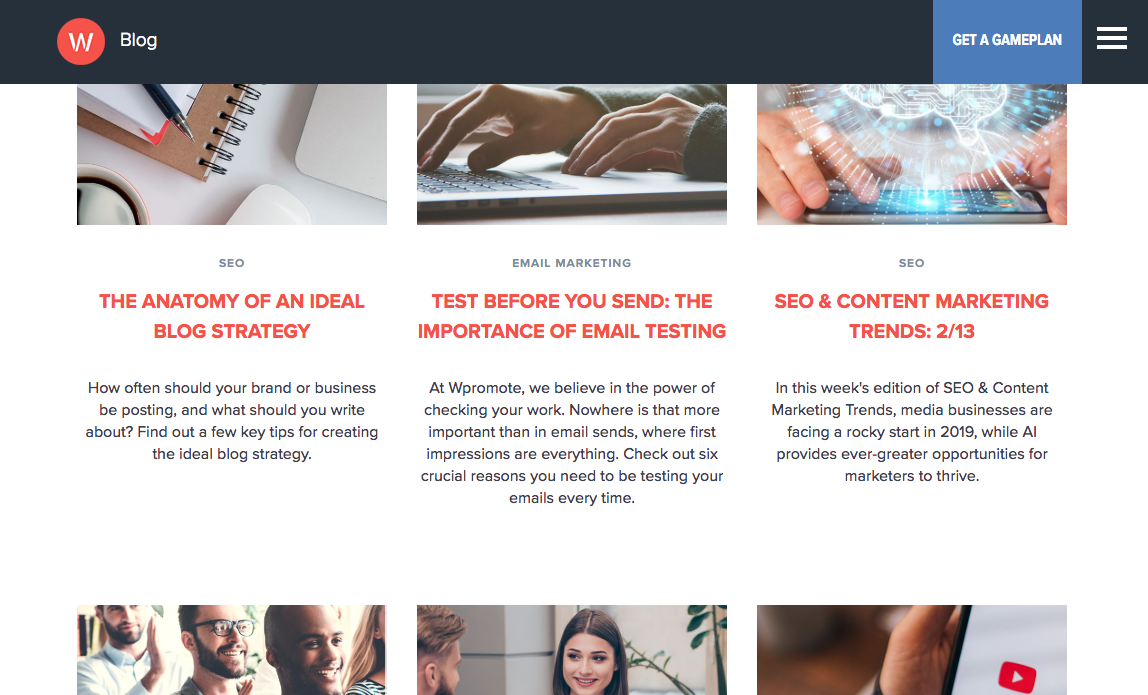 W
Blog
GET A GAMEPLAN
SEO
THE ANATOMY OF AN IDEAL
BLOG STRATEGY
How often should your brand or business
be posting, and what should you write
about? Find out a few key tips for creating
the ideal blog strategy.
EMAIL MARKETING
TEST BEFORE YOU SEND: THE
IMPORTANCE OF EMAIL TESTING
At Wpromote, we believe in the power of
checking your work. Nowhere is that more
important than in email sends, where first
impressions are everything. Check out six
crucial reasons you need to be testing your
emails every time.
SEO
SEO & CONTENT MARKETING
TRENDS: 2/13
In this week's edition of SEO & Content
Marketing Trends, media businesses are
facing a rocky start in 2019, while AI
provides ever-greater opportunities for
marketers to thrive.